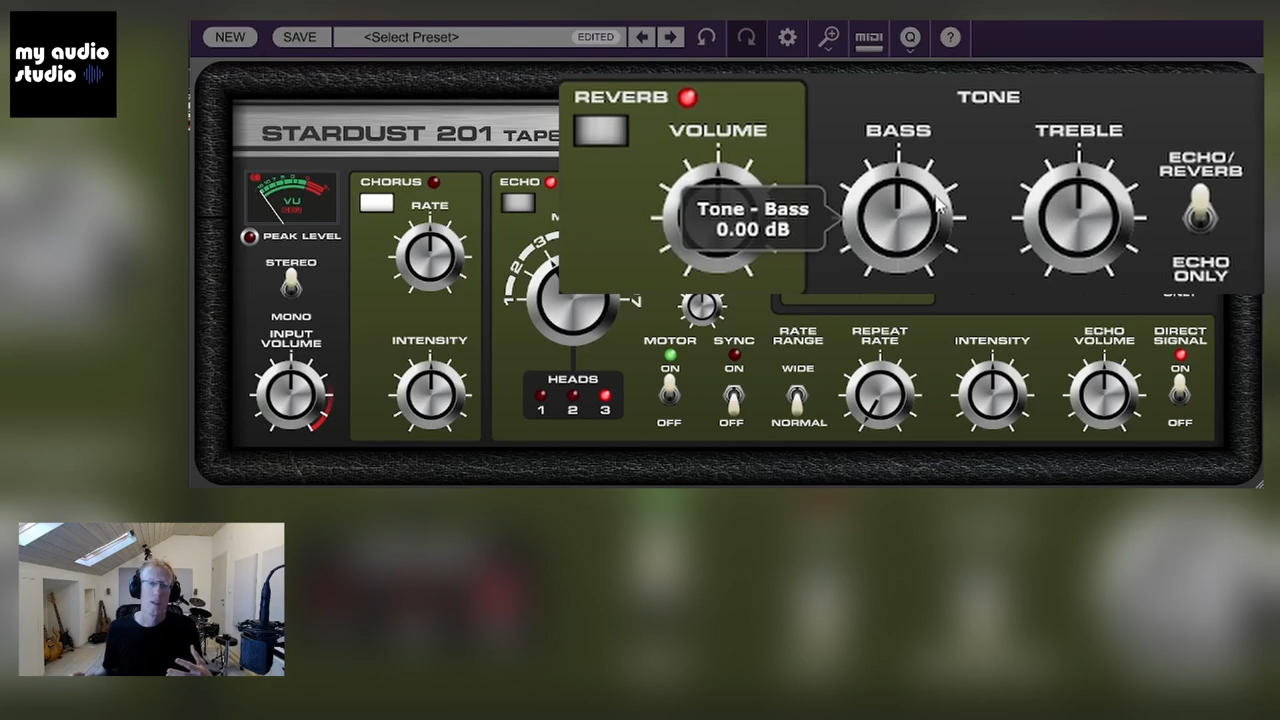 my audio
studio
NEW
SAVE
<Select Preset>
EDITED
MIDI
Q
?
STARDUST 201 TAPE
REVERB
VOLUME
TONE
BASS
TREBLE
ECHO/
REVERB
ECHO
ONLY
Tone - Bass
0.00 dB
VU
PEAK LEVEL
STEREO
MONO
INPUT
VOLUME
CHORUS
RATE
INTENSITY
ECHO
1
2
3
HEADS
1 2 3
MOTOR
ON
OFF
SYNC
ON
OFF
RATE
RANGE
WIDE
NORMAL
REPEAT
RATE
INTENSITY
ECHO
VOLUME
DIRECT
SIGNAL
ON
OFF